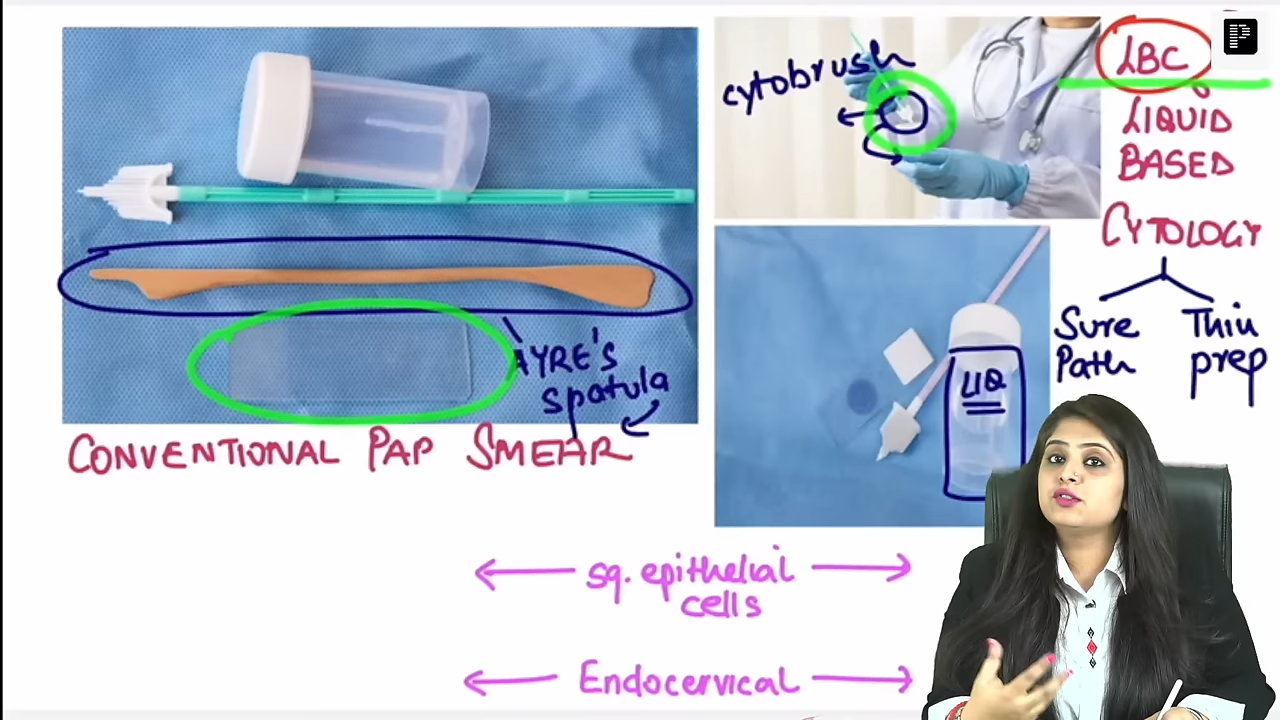 cytobrush
LBC
LIQUID
BASED
CYTOLOGY
Sure
Path
Thin
prep
LIQ
AYRE'S
spatula
CONVENTIONAL PAP SMEAR
sq. epithelial
cells
Endocervical